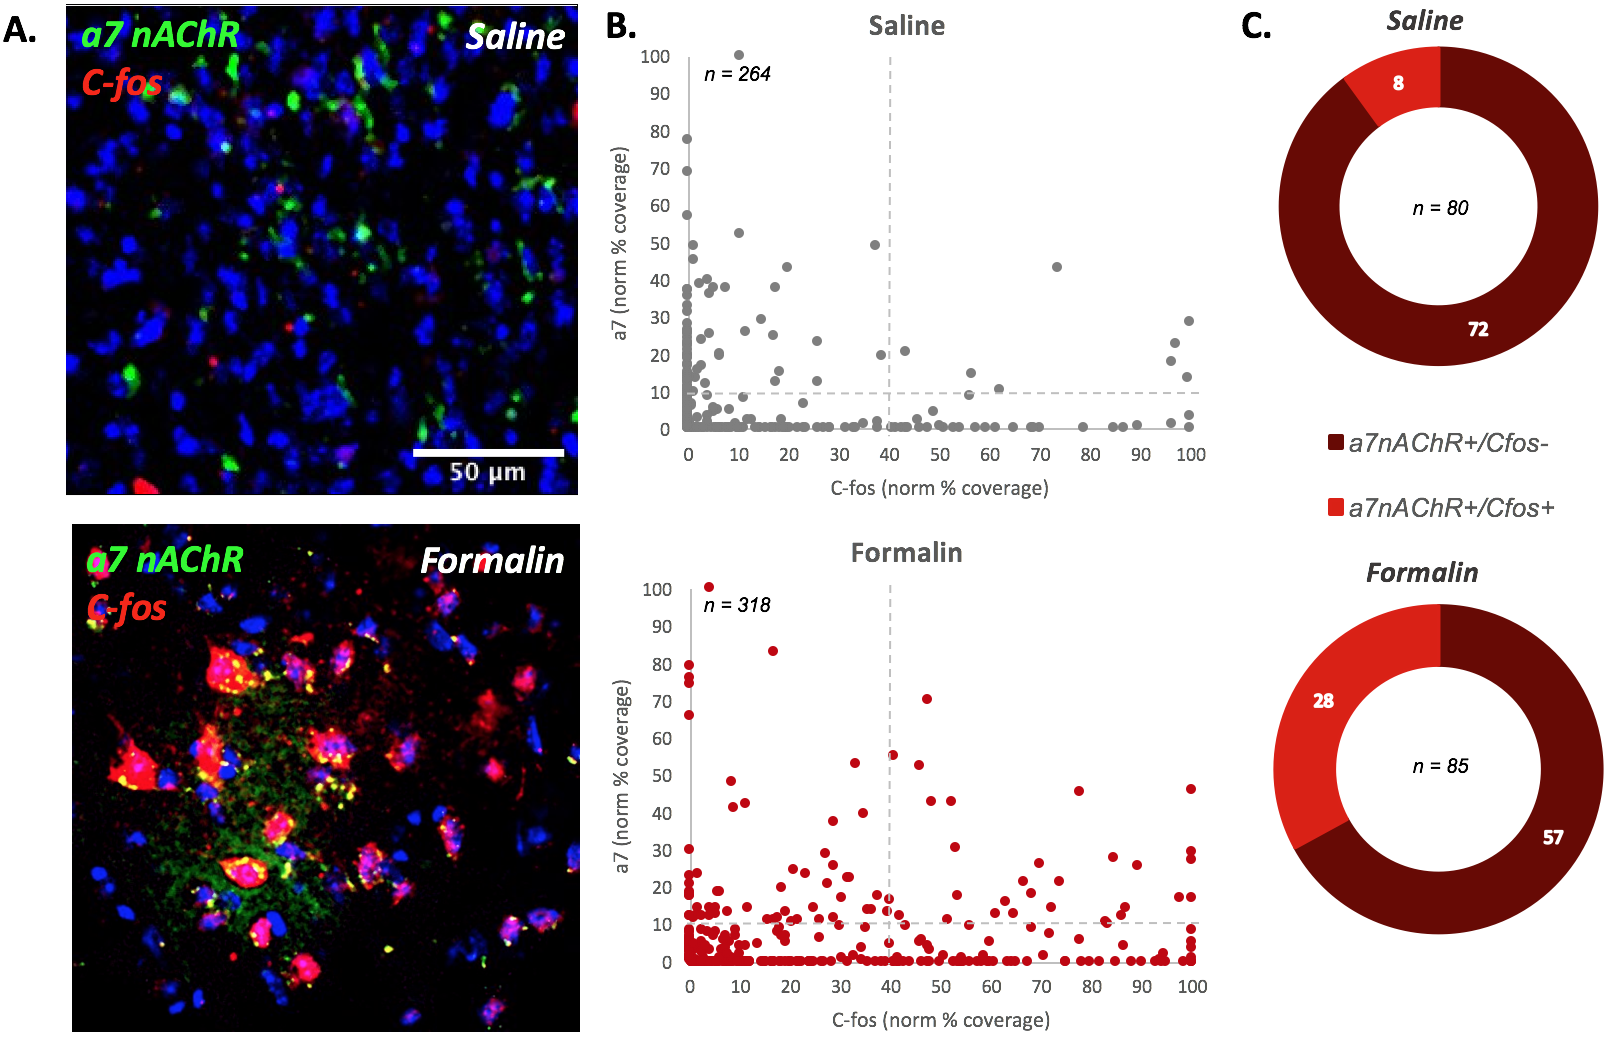 A.
a7 nAChR
Saline
C-fos
50 µm
a7 nAChR
Formalin
C-fos
B.
Saline
n = 264
100
90
80
70
60
50
40
30
20
10
0
a7 (norm % coverage)
0 10 20 30 40 50 60 70 80 90 100
C-fos (norm % coverage)
Formalin
n = 318
100
90
80
70
60
50
40
30
20
10
0
a7 (norm % coverage)
0 10 20 30 40 50 60 70 80 90 100
C-fos (norm % coverage)
C.
Saline
8
n = 80
72
a7nAChR+/Cfos-
a7nAChR+/Cfos+
Formalin
28
n = 85
57